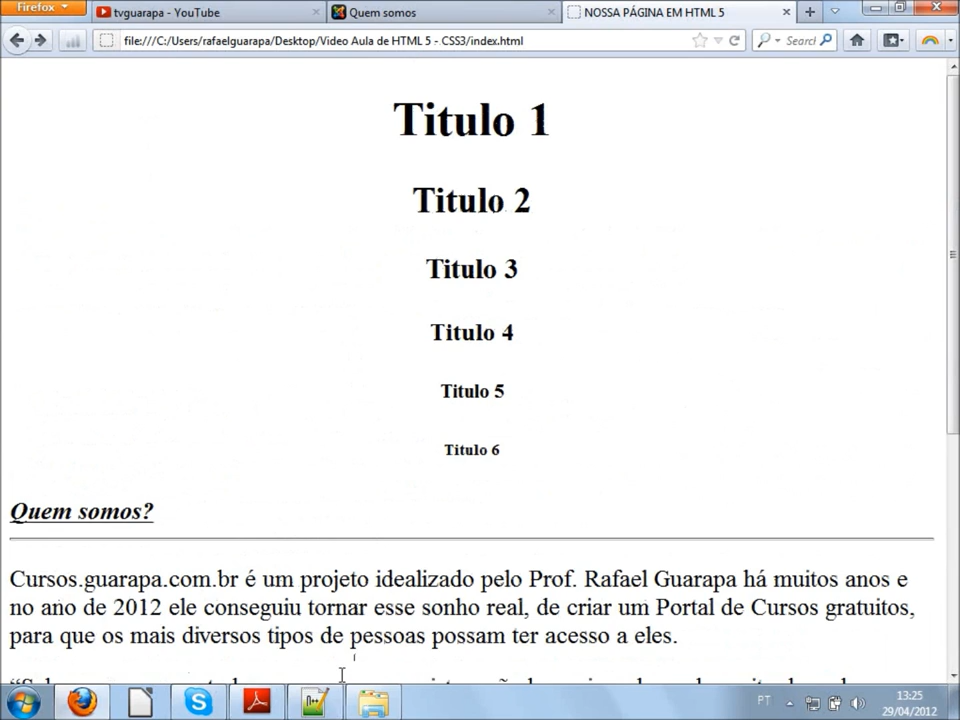 Firefox
tvguarapa - YouTube
Quem somos
NOSSA PÁGINA EM HTML 5
file:///C:/Users/rafaelguarapa/Desktop/Video Aula de HTML 5 - CSS3/index.html
Search
Titulo 1
Titulo 2
Titulo 3
Titulo 4
Titulo 5
Titulo 6
Quem somos?
Cursos.guarapa.com.br é um projeto idealizado pelo Prof. Rafael Guarapa há muitos anos e
no ano de 2012 ele conseguiu tornar esse sonho real, de criar um Portal de Cursos gratuitos,
para que os mais diversos tipos de pessoas possam ter acesso a eles.
PT
13:25
29/04/2012